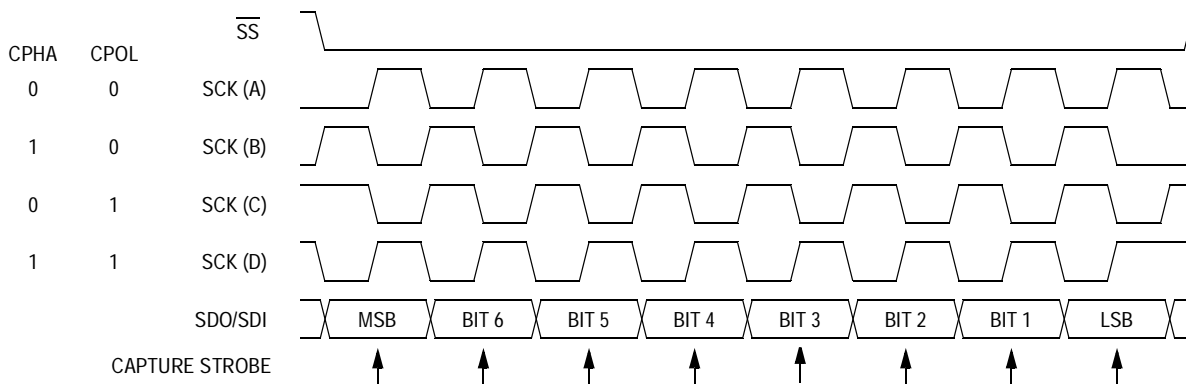 SS
CPHA CPOL
0 0 SCK (A)
1 0 SCK (B)
0 1 SCK (C)
1 1 SCK (D)
SDO/SDI MSB BIT 6 BIT 5 BIT 4 BIT 3 BIT 2 BIT 1 LSB
CAPTURE STROBE